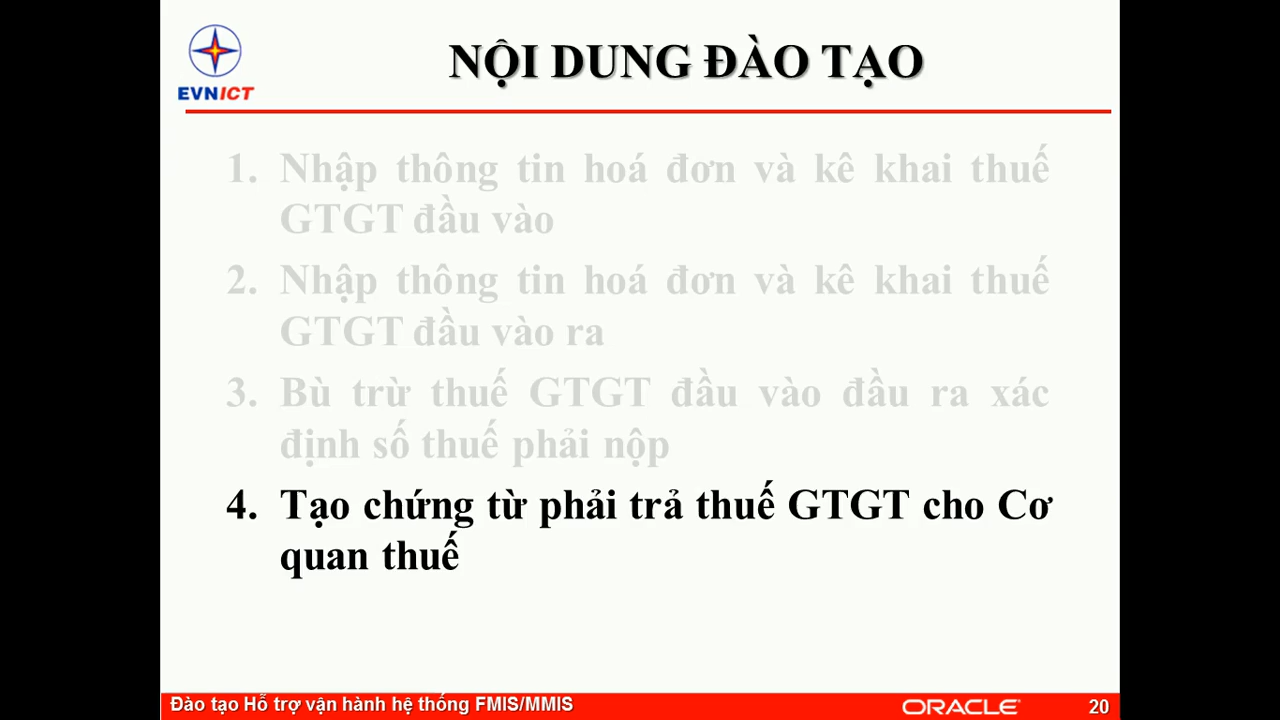 EVNICT
NỘI DUNG ĐÀO TẠO
1. Nhập thông tin hoá đơn và kê khai thuế
GTGT đầu vào
2. Nhập thông tin hoá đơn và kê khai thuế
GTGT đầu vào ra
3. Bù trừ thuế GTGT đầu vào đầu ra xác
định số thuế phải nộp
4. Tạo chứng từ phải trả thuế GTGT cho Cơ
quan thuế
Đào tạo Hỗ trợ vận hành hệ thống FMIS/MMIS
ORACLE
20